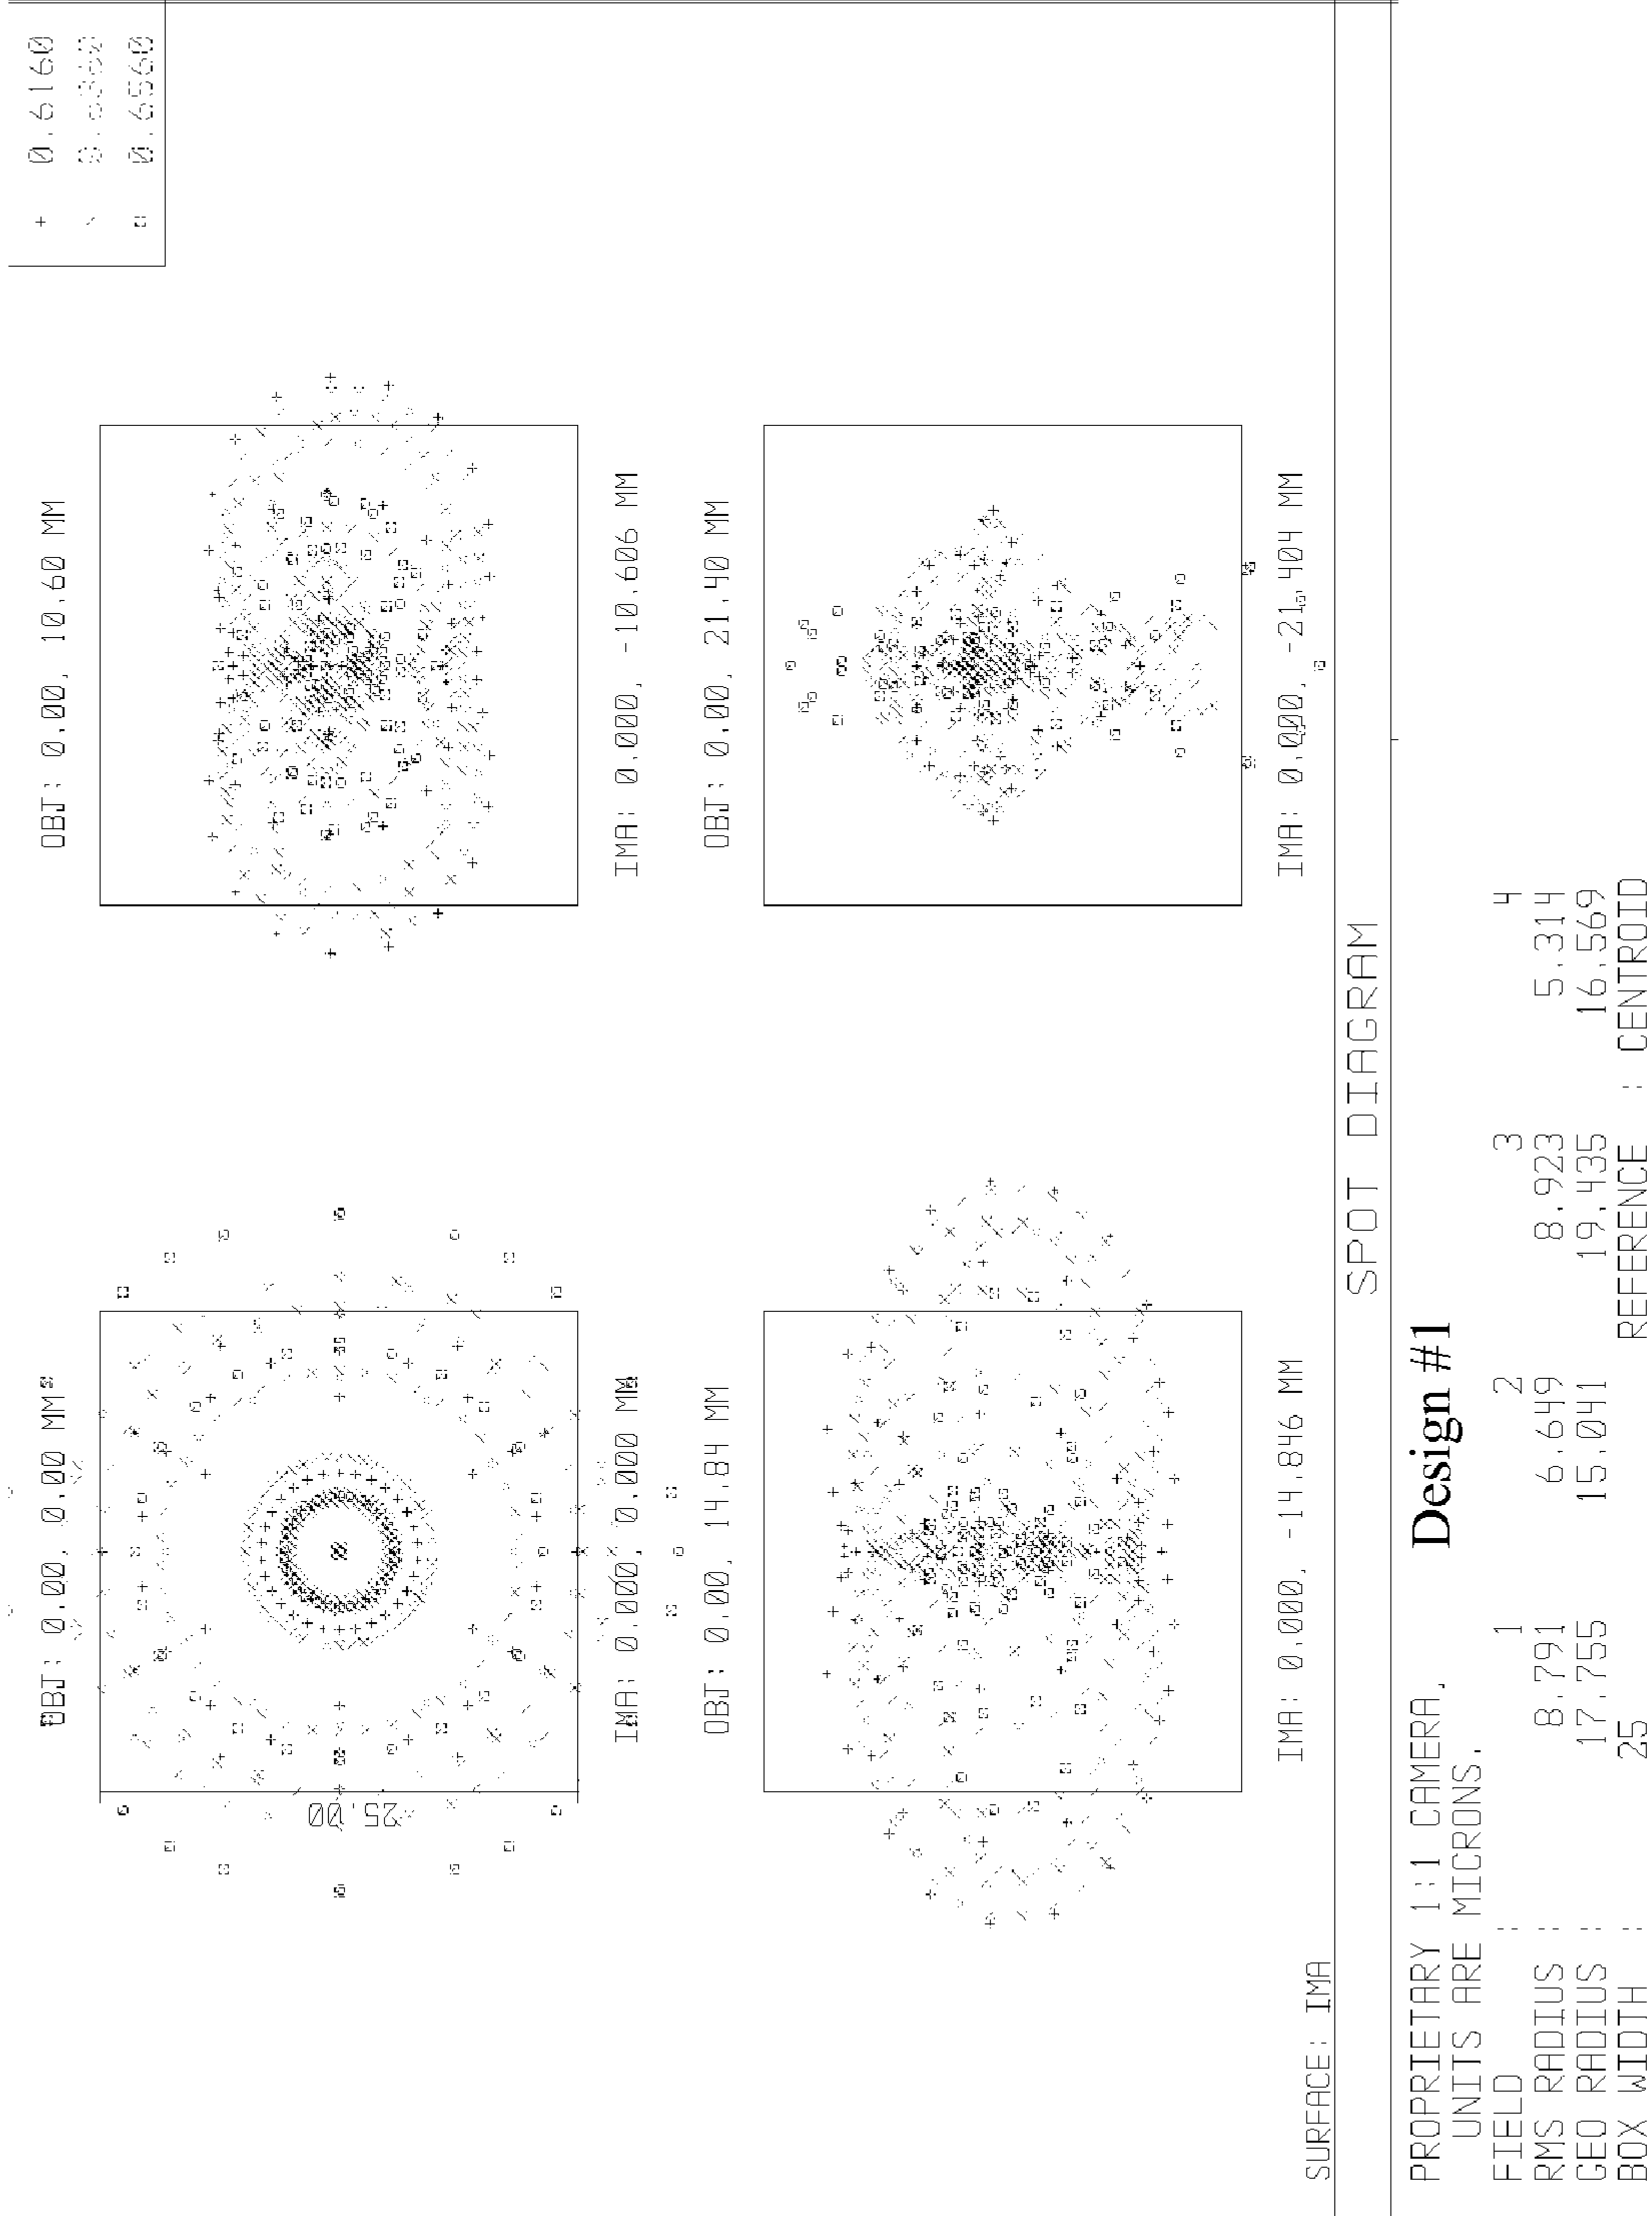 + 0.6160
× 0.6360
¤ 0.6560
OBJ: 0.00, 0.00 MM
25.00
IMA: 0.000, 0.000 MM
OBJ: 0.00, 10.60 MM
IMA: 0.000, -10.606 MM
OBJ: 0.00, 14.84 MM
IMA: 0.000, -14.846 MM
OBJ: 0.00, 21.40 MM
IMA: 0.000, -21.404 MM
SURFACE: IMA
SPOT DIAGRAM
PROPRIETARY 1:1 CAMERA. Design #1
UNITS ARE MICRONS.
FIELD : 1 2 3 4
RMS RADIUS : 8.791 6.649 8.923 5.314
GEO RADIUS : 17.755 15.041 19.435 16.569
BOX WIDTH : 25 REFERENCE : CENTROID